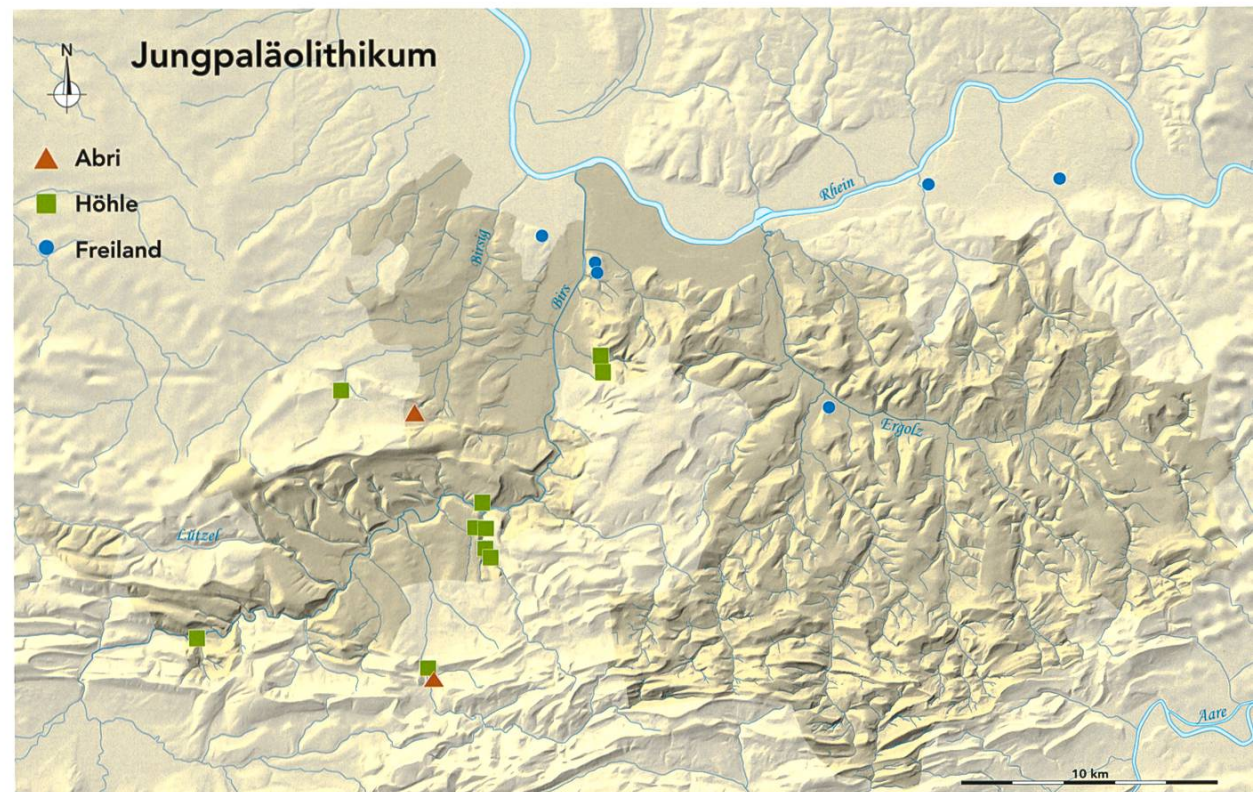 Jungpaläolithikum
N
Abri
Höhle
Freiland
Rhein
Birsig
Birs
Ergolz
Lützel
Aare
10 km